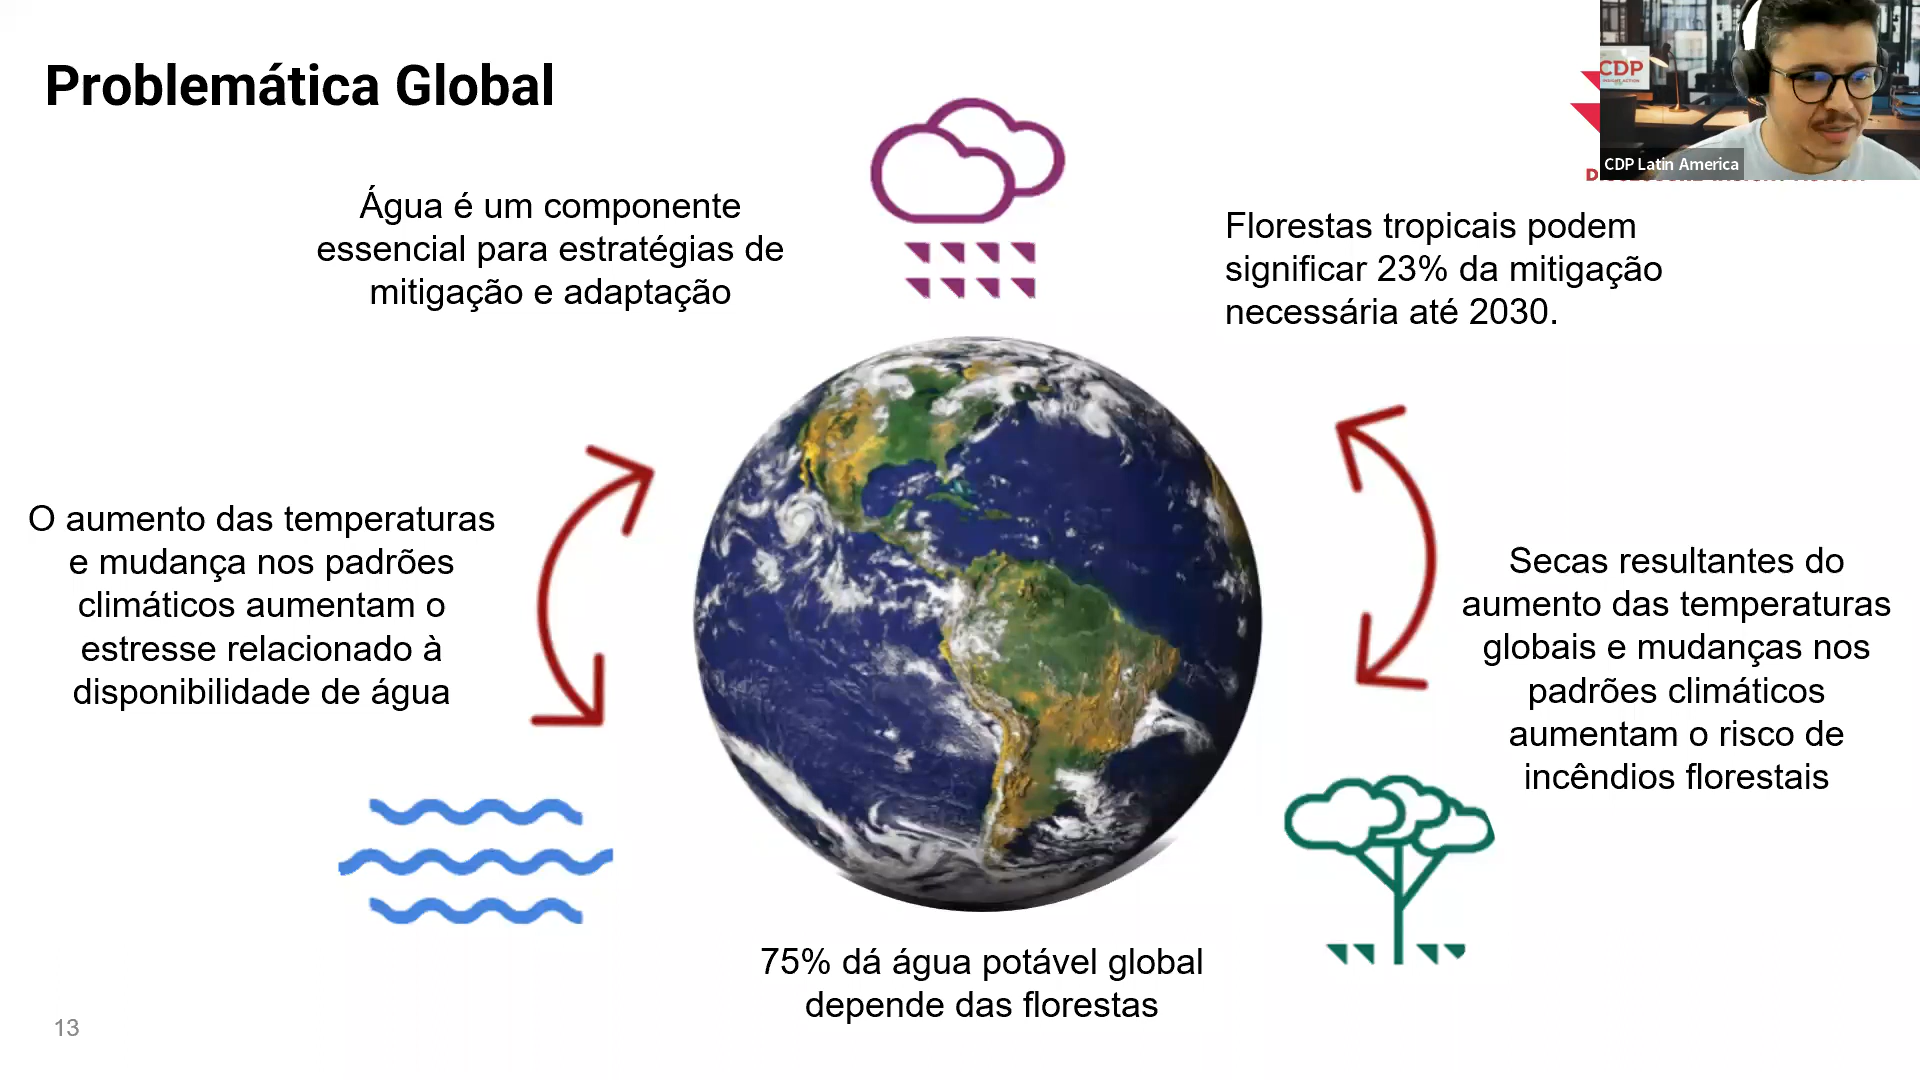 Problemática Global
CDP
CDP Latin America
Água é um componente
essencial para estratégias de
mitigação e adaptação
Florestas tropicais podem
significar 23% da mitigação
necessária até 2030.
O aumento das temperaturas
e mudança nos padrões
climáticos aumentam o
estresse relacionado à
disponibilidade de água
Secas resultantes do
aumento das temperaturas
globais e mudanças nos
padrões climáticos
aumentam o risco de
incêndios florestais
75% dá água potável global
depende das florestas
13